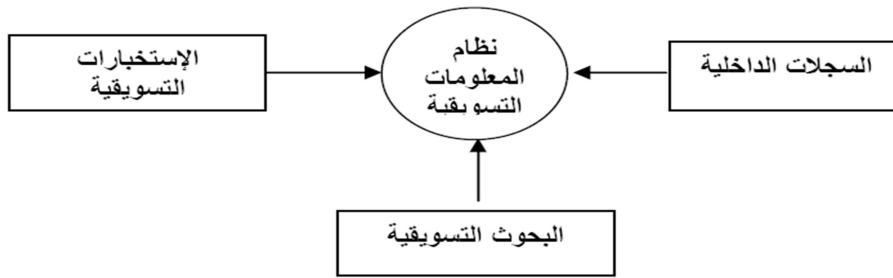 نظام
المعلومات
التسويقية
السجلات الداخلية
الإستخبارات
التسويقية
البحوث التسويقية